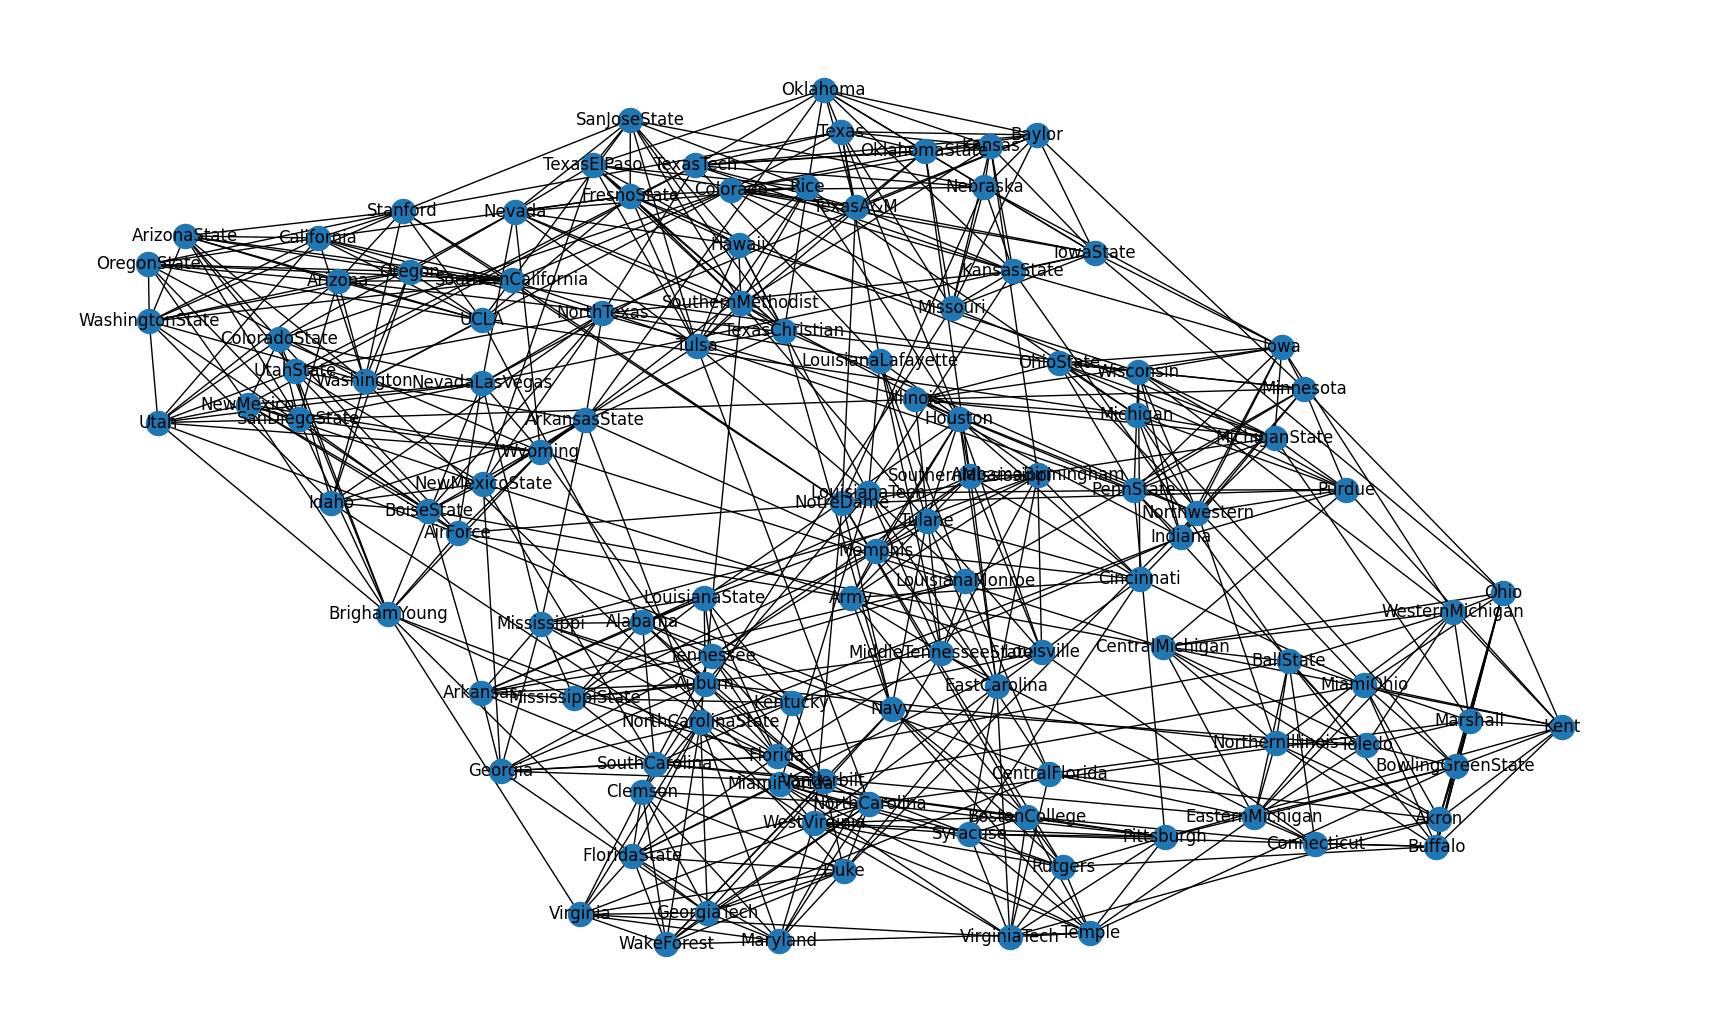 Oklahoma
SanJoseState
Texas
Baylor
Kansas
OklahomaState
TexasElPaso
TexasTech
Nebraska
Rice
Colorado
FresnoState
TexasA&M
Stanford
Nevada
ArizonaState
California
Hawaii
IowaState
OregonState
Oregon
KansasState
Arizona
SouthernCalifornia
SouthernMethodist
Missouri
NorthTexas
WashingtonState
UCLA
TexasChristian
ColoradoState
Tulsa
Iowa
LouisianaLafayette
OhioState
UtahState
Wisconsin
Washington
NevadaLasVegas
Minnesota
Illinois
NewMexico
Michigan
SanDiegoState
Utah
ArkansasState
Houston
MichiganState
Wyoming
SouthernMississippi
AlabamaBirmingham
NewMexicoState
LouisianaTech
PennState
Purdue
Idaho
NotreDame
BoiseState
Northwestern
Tulane
AirForce
Indiana
Memphis
LouisianaMonroe
Cincinnati
Ohio
LouisianaState
Army
BrighamYoung
WesternMichigan
Mississippi
Alabama
CentralMichigan
Tennessee
MiddleTennesseeState
Louisville
BallState
Auburn
EastCarolina
MiamiOhio
Arkansas
MississippiState
Kentucky
Navy
NorthCarolinaState
Marshall
Kent
NorthernIllinois
Toledo
Florida
SouthCarolina
BowlingGreenState
Georgia
CentralFlorida
Vanderbilt
MiamiFlorida
Clemson
NorthCarolina
WestVirginia
BostonCollege
EasternMichigan
Akron
Syracuse
Pittsburgh
Connecticut
Buffalo
FloridaState
Duke
Rutgers
Virginia
GeorgiaTech
WakeForest
Maryland
VirginiaTech
Temple